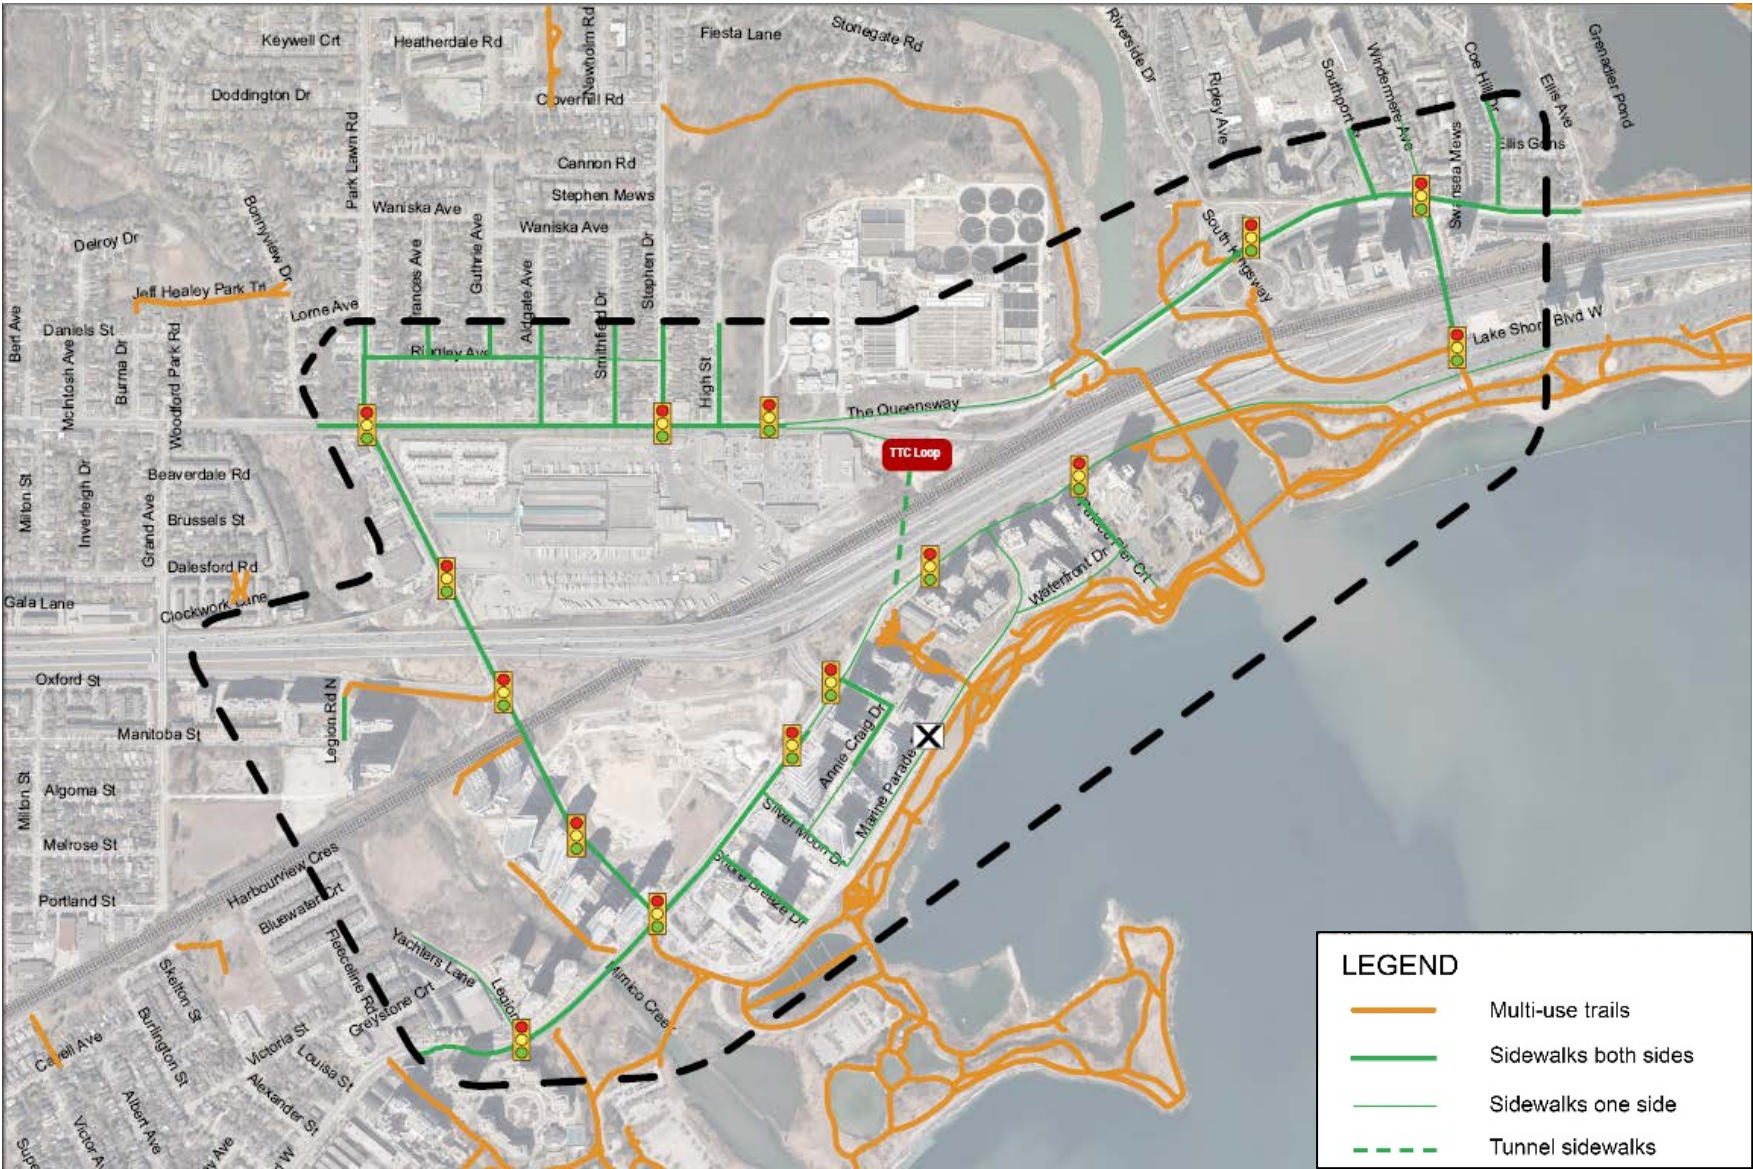 Keywell Crt
Heatherdale Rd
Newholm Rd
Fiesta Lane
Stonegate Rd
Riverside Dr
Ripley Ave
Southport
Windermere Ave
Coe Hill Dr
Ellis Ave
Grenadier Pond
Doddington Dr
Cloverhill Rd
Park Lawn Rd
Swansea Mews
Ellis Gdns
Cannon Rd
Stephen Mews
Waniska Ave
Waniska Ave
Bonnyview Dr
Delroy Dr
Guthrie Ave
Aldgate Ave
Stephen Dr
South Kingsway
Jeff Healey Park Trl
Lorne Ave
Smithfield Dr
Daniels St
Berl Ave
McIntosh Ave
Burma Dr
Woodford Park Rd
Ringley Ave
High St
Lake Shore Blvd W
The Queensway
TTC Loop
Beaverdale Rd
Milton St
Inverleigh Dr
Grand Ave
Brussels St
Dalesford Rd
Gala Lane
Clockwork Lane
Waterfront Dr
Oxford St
Legion Rd N
Manitoba St
Annie Craig Dr
Marine Parade
Milton St
Algoma St
Silver Moon Dr
Melrose St
Harbourview Cres
Portland St
Bluewater Crt
Shore Breeze Dr
Yachters Lane
Fleeceline Rd
Legion
Mimico Creek
Greystone Crt
Skelton St
Burlington St
Victoria St
Louisa St
Cavell Ave
Albert Ave
Alexander St
LEGEND
Multi-use trails
Sidewalks both sides
Sidewalks one side
Tunnel sidewalks